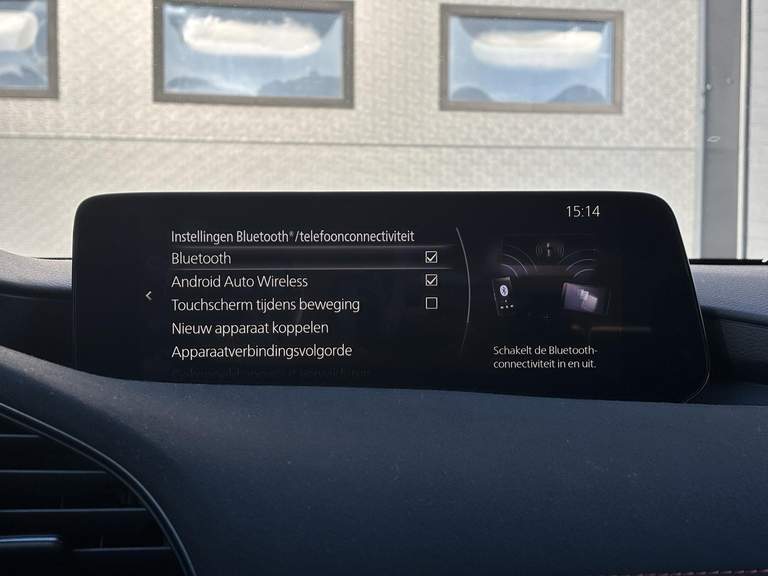 15:14
Instellingen Bluetooth®/telefoonconnectiviteit
Bluetooth
Android Auto Wireless
Touchscherm tijdens beweging
Nieuw apparaat koppelen
Apparaatverbindingsvolgorde
Schakelt de Bluetooth-
connectiviteit in en uit.